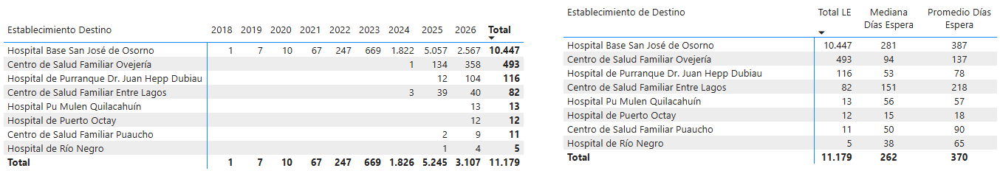 Establecimiento Destino 2018 2019 2020 2021 2022 2023 2024 2025 2026 Total
Hospital Base San José de Osorno 1 7 10 67 247 669 1.822 5.057 2.567 10.447
Centro de Salud Familiar Ovejería 1 134 358 493
Hospital de Purranque Dr. Juan Hepp Dubiau 12 104 116
Centro de Salud Familiar Entre Lagos 3 39 40 82
Hospital Pu Mulen Quilacahuín 13 13
Hospital de Puerto Octay 12 12
Centro de Salud Familiar Puaucho 2 9 11
Hospital de Río Negro 1 4 5
Total 1 7 10 67 247 669 1.826 5.245 3.107 11.179
Establecimiento de Destino Total LE Mediana Promedio Días
Días Espera Espera
Hospital Base San José de Osorno 10.447 281 387
Centro de Salud Familiar Ovejería 493 94 137
Hospital de Purranque Dr. Juan Hepp Dubiau 116 53 78
Centro de Salud Familiar Entre Lagos 82 151 218
Hospital Pu Mulen Quilacahuín 13 56 57
Hospital de Puerto Octay 12 15 18
Centro de Salud Familiar Puaucho 11 50 90
Hospital de Río Negro 5 38 65
Total 11.179 262 370